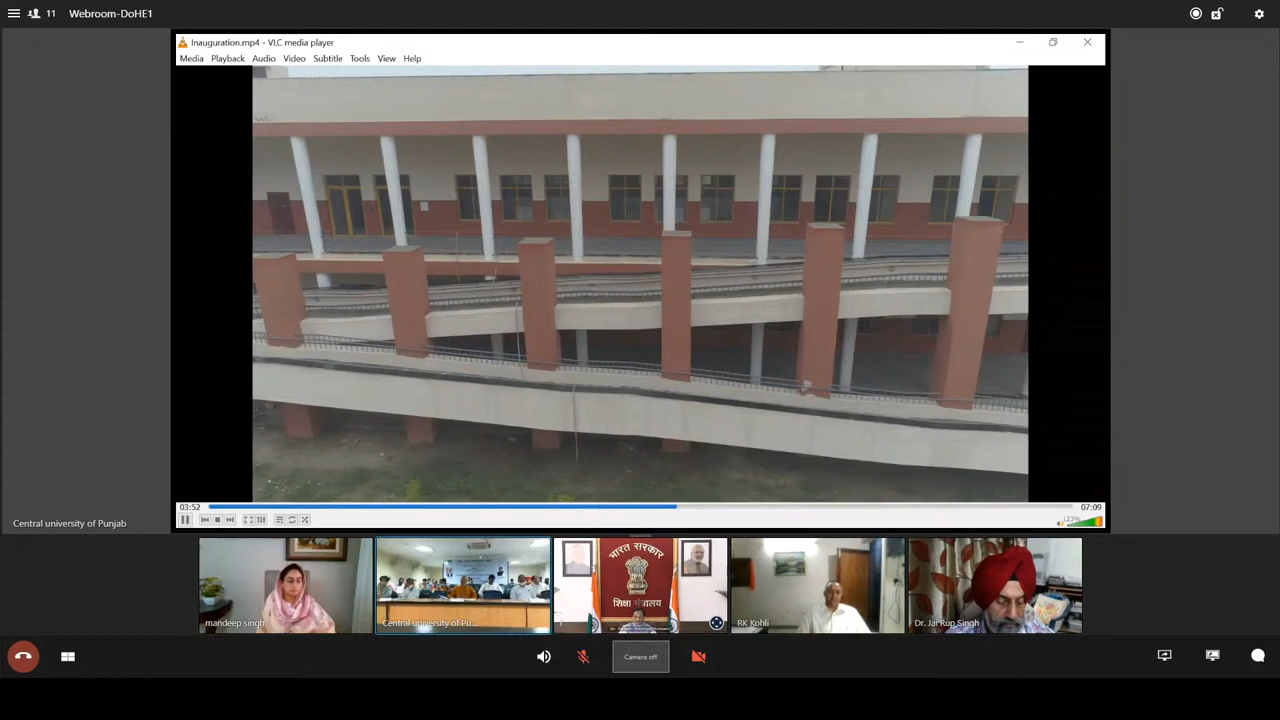 11 Webroom-DoHE1
Inauguration.mp4 - VLC media player
Media Playback Audio Video Subtitle Tools View Help
03:52
07:09
123%
Central university of Punjab
भारत सरकार
शिक्षा मंत्रालय
mandeep singh
Central university of Pu...
RK Kohli
Dr. Jai Rup Singh
Camera off